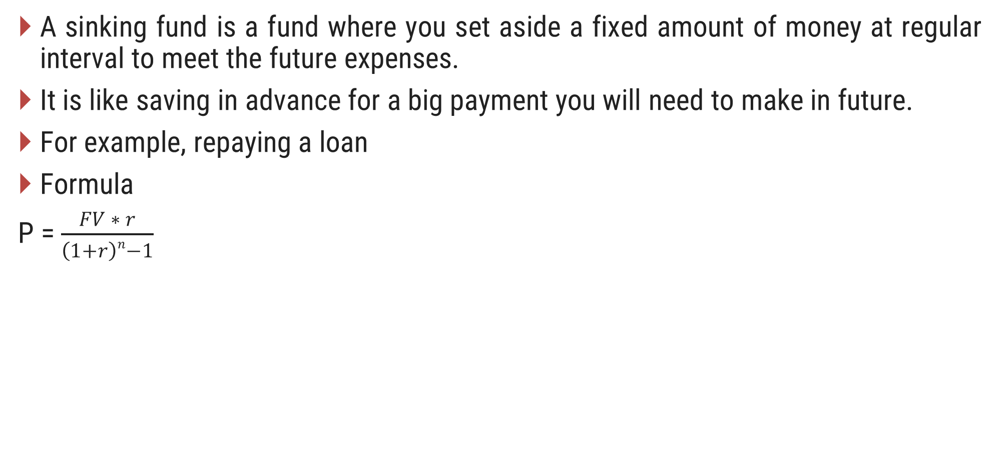 A sinking fund is a fund where you set aside a fixed amount of money at regular
interval to meet the future expenses.
It is like saving in advance for a big payment you will need to make in future.
For example, repaying a loan
Formula
P = \frac{FV * r}{(1+r)^n−1}